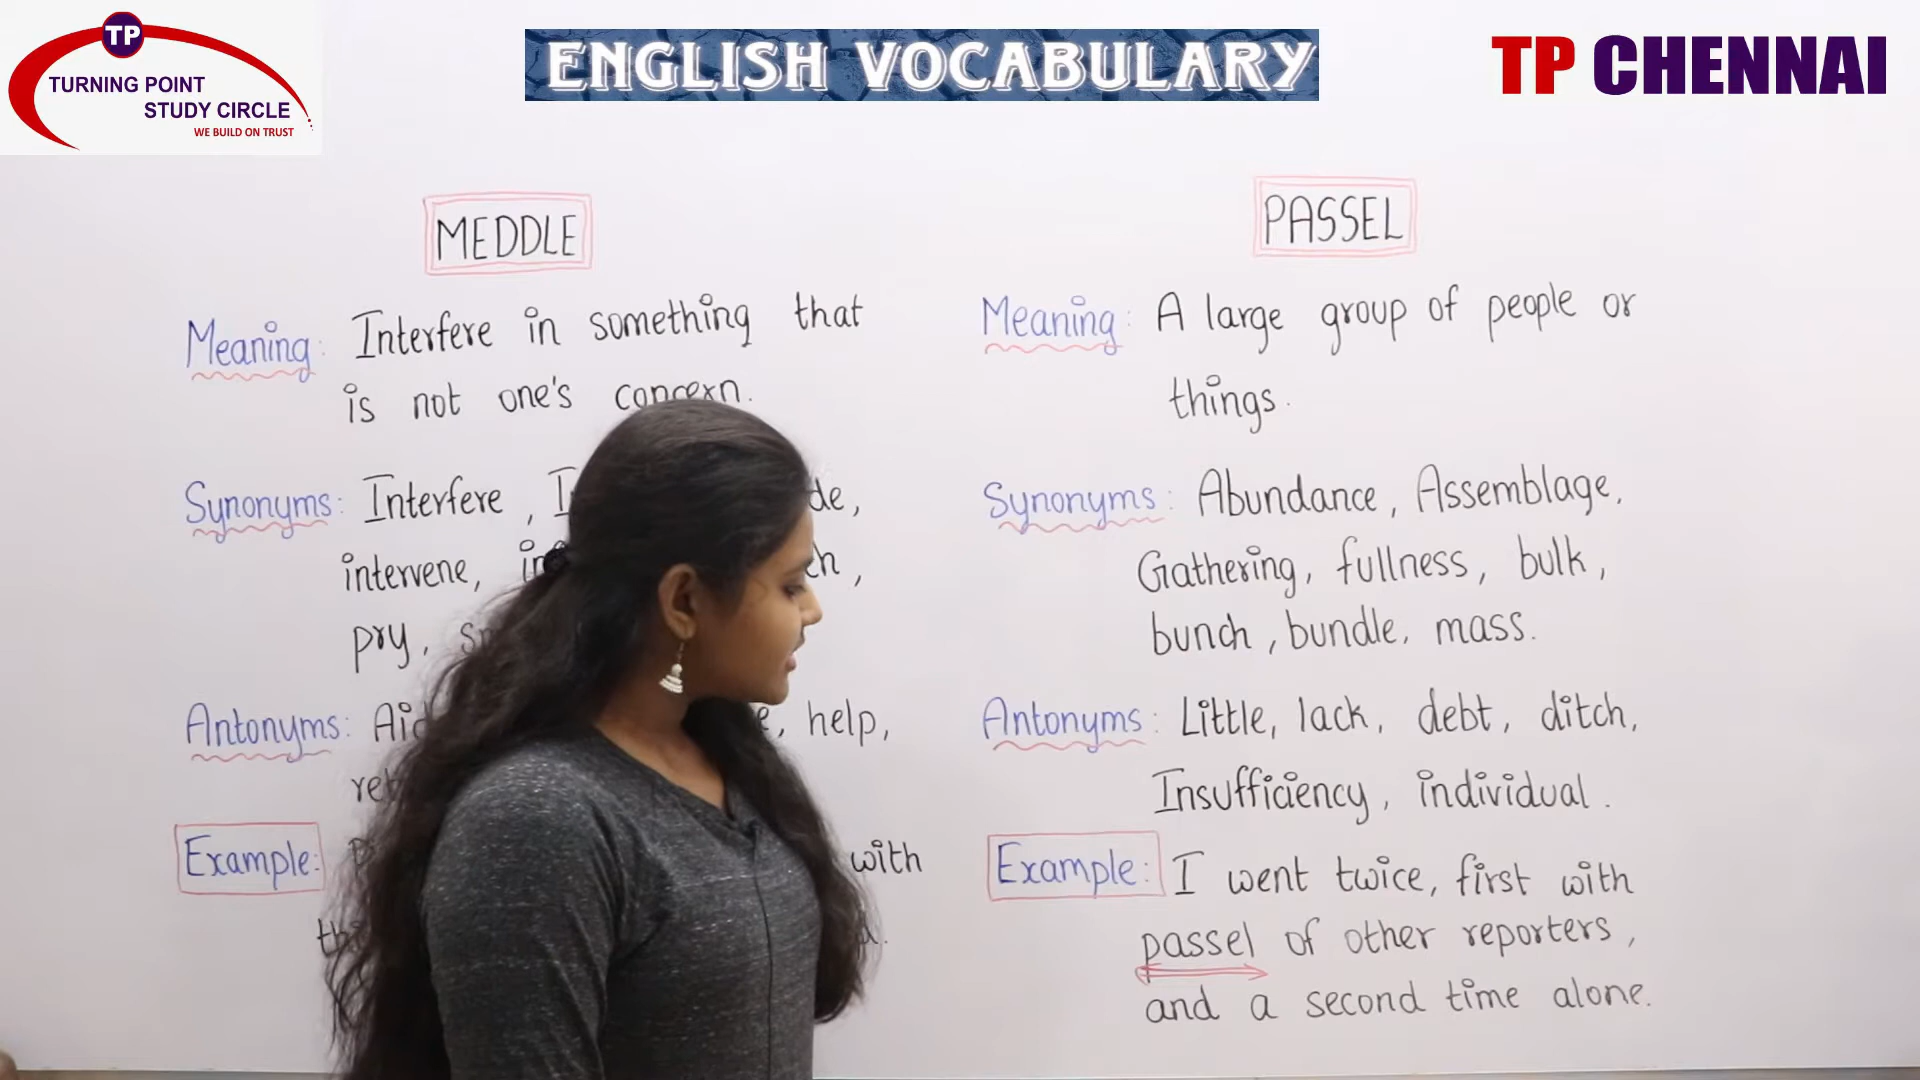 TP
TURNING POINT
STUDY CIRCLE
WE BUILD ON TRUST
ENGLISH VOCABULARY
TP CHENNAI
MEDDLE
Meaning: Interfere in something that
is not one's concern.
Synonyms: Interfere,
intervene,
pry,
Antonyms: help,
Example: with
PASSEL
Meaning: A large group of people or
things.
Synonyms: Abundance, Assemblage,
Gathering, fullness, bulk,
bunch, bundle, mass.
Antonyms: Little, lack, debt, ditch,
Insufficiency, individual.
Example: I went twice, first with
passel of other reporters,
and a second time alone.